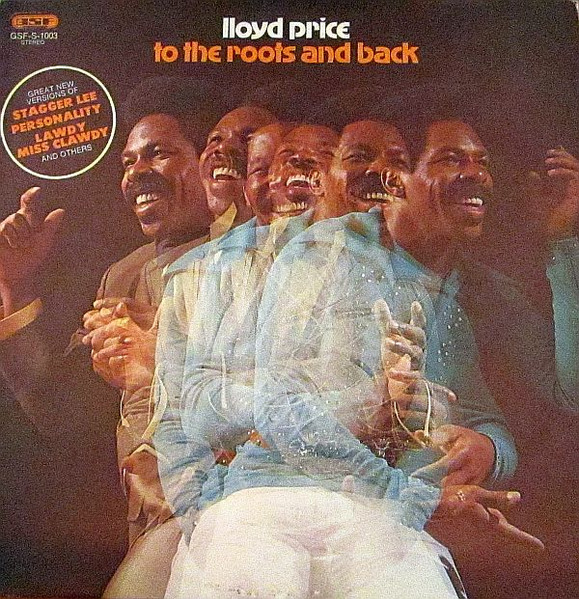 GSF
GSF-S-1003
STEREO
lloyd price
to the roots and back
GREAT NEW
VERSIONS OF
STAGGER LEE
PERSONALITY
LAWDY
MISS CLAWDY
AND OTHERS